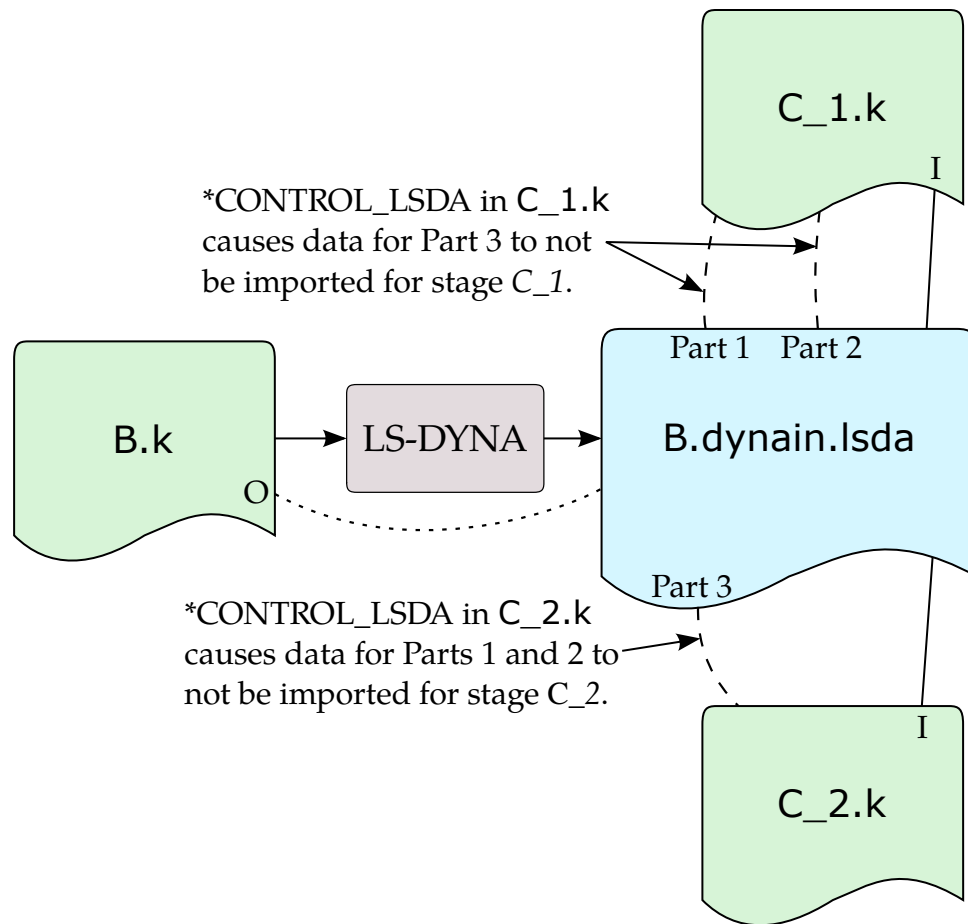 C_1.k
I
*CONTROL_LSDA in C_1.k
causes data for Part 3 to not
be imported for stage C_1.
Part 1
Part 2
B.k
LS-DYNA
B.dynain.lsda
O
Part 3
*CONTROL_LSDA in C_2.k
causes data for Parts 1 and 2 to
not be imported for stage C_2.
I
C_2.k